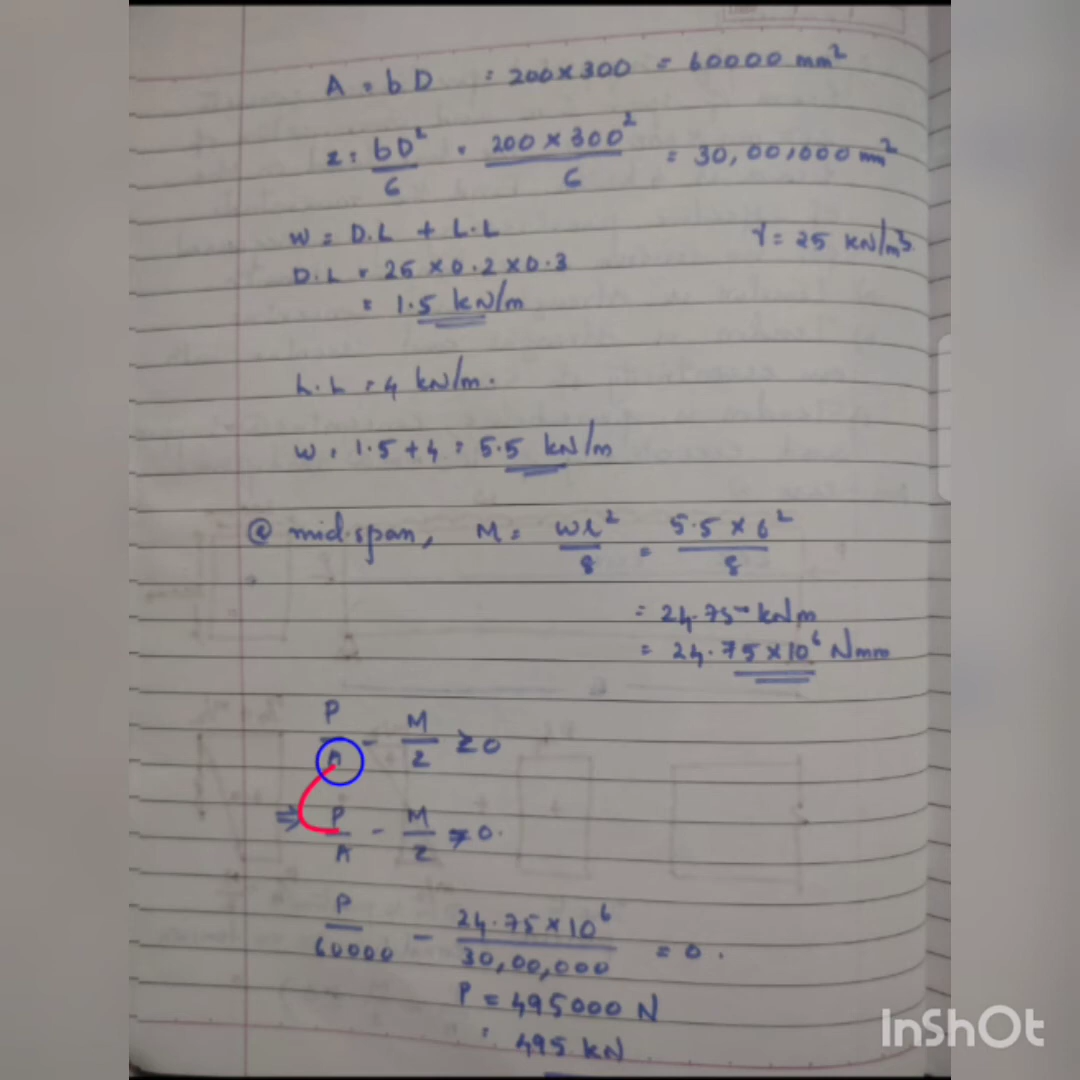 A = bD = 200 x 300 = 60000 mm²
z = bD²/6 = 200 x 300²/6 = 30,00,000 mm²
W = D.L + L.L
γ = 25 kN/m³
D.L = 25 x 0.2 x 0.3
= 1.5 kN/m
L.L = 4 kN/m.
W = 1.5 + 4 = 5.5 kN/m
@ mid.span, M = wl²/8 = 5.5 x 6²/8
= 24.75 kNm
= 24.75 x 10⁶ Nmm
P/A - M/z ≥ 0
⇒ P/A - M/z = 0.
P/60000 - 24.75 x 10⁶/30,00,000 = 0.
P = 495000 N
= 495 kN
InShOt